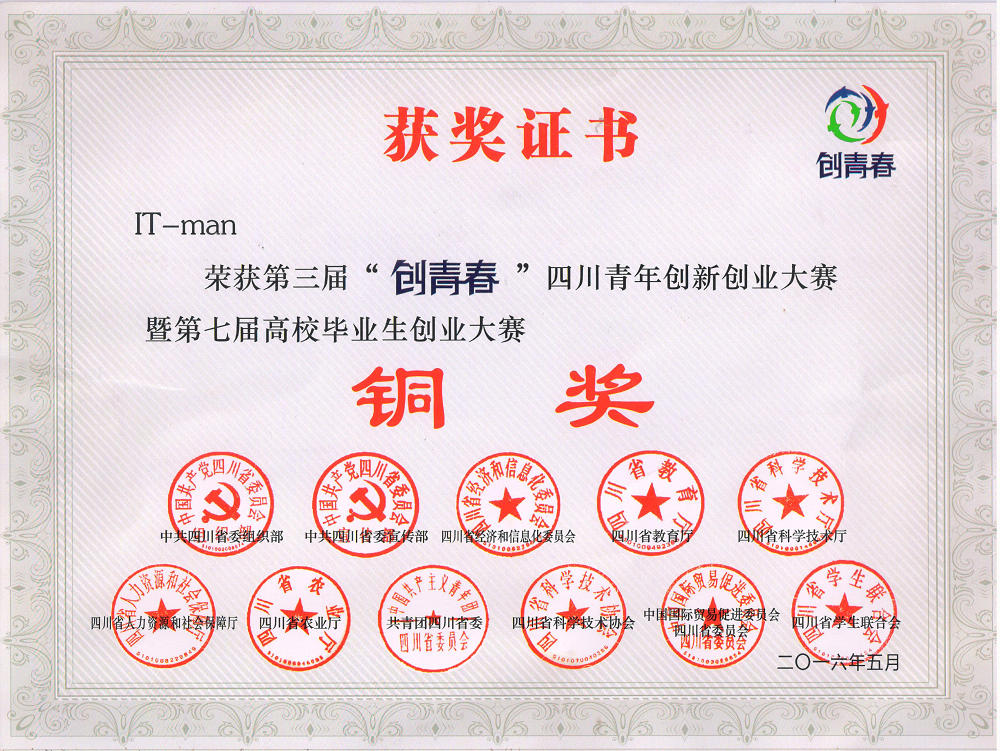 获奖证书
创青春
IT-man
荣获第三届“创青春”四川青年创新创业大赛
暨第七届高校毕业生创业大赛
铜 奖
中国共产党四川省委员会
组织部
中共四川省委组织部
中国共产党四川省委员会
宣传部
中共四川省委宣传部
四川省经济和信息化委员会
四川省经济和信息化委员会
四川省教育厅
四川省教育厅
四川省科学技术厅
四川省科学技术厅
四川省人力资源和社会保障厅
四川省人力资源和社会保障厅
四川省农业厅
四川省农业厅
中国共产主义青年团
四川省委员会
共青团四川省委
四川省科学技术协会
四川省科学技术协会
中国国际贸易促进委员会
四川省委员会
中国国际贸易促进委员会
四川省委员会
四川省学生联合会
四川省学生联合会
二〇一六年五月